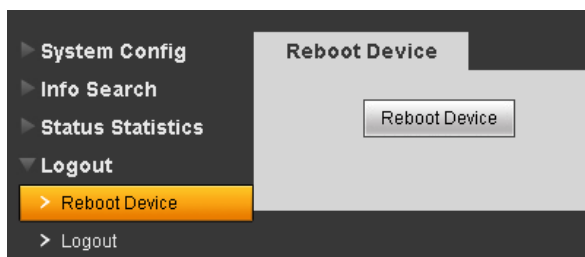 System Config
Info Search
Status Statistics
Logout
> Reboot Device
> Logout
Reboot Device
Reboot Device